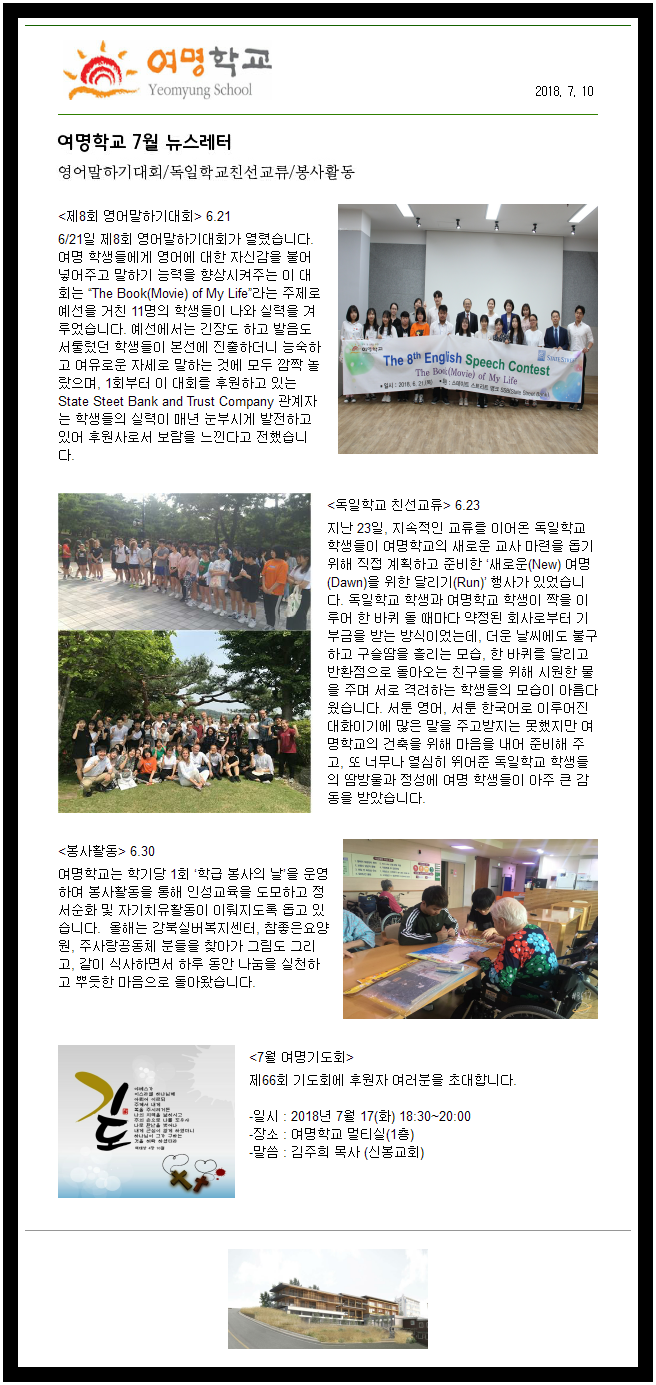 여명학교
Yeomyung School
2018. 7. 10
여명학교 7월 뉴스레터
영어말하기대회/독일학교친선교류/봉사활동
<제8회 영어말하기대회> 6.21
6/21일 제8회 영어말하기대회가 열렸습니다.
여명 학생들에게 영어에 대한 자신감을 불어
넣어주고 말하기 능력을 향상시켜주는 이 대
회는 “The Book(Movie) of My Life”라는 주제로
예선을 거친 11명의 학생들이 나와 실력을 겨
루었습니다. 예선에서는 긴장도 하고 발음도
서툴렀던 학생들이 본선에 진출하더니 능숙하
고 여유로운 자세로 말하는 것에 모두 깜짝 놀
랐으며, 1회부터 이 대회를 후원하고 있는
State Steet Bank and Trust Company 관계자
는 학생들의 실력이 매년 눈부시게 발전하고
있어 후원사로서 보람을 느낀다고 전했습니
다.
The 8th English Speech Contest
The Book(Movie) of My Life
<독일학교 친선교류> 6.23
지난 23일, 지속적인 교류를 이어온 독일학교
학생들이 여명학교의 새로운 교사 마련을 돕기
위해 직접 계획하고 준비한 ‘새로운(New) 여명
(Dawn)을 위한 달리기(Run)’ 행사가 있었습니
다. 독일학교 학생과 여명학교 학생이 짝을 이
루어 한 바퀴 돌 때마다 약정된 회사로부터 기
부금을 받는 방식이었는데, 더운 날씨에도 불구
하고 구슬땀을 흘리는 모습, 한 바퀴를 달리고
반환점으로 돌아오는 친구들을 위해 시원한 물
을 주며 서로 격려하는 학생들의 모습이 아름다
웠습니다. 서툰 영어, 서툰 한국어로 이루어진
대화이기에 많은 말을 주고받지는 못했지만 여
명학교의 건축을 위해 마음을 내어 준비해 주
고, 또 너무나 열심히 뛰어준 독일학교 학생들
의 땀방울과 정성에 여명 학생들이 아주 큰 감
동을 받았습니다.
<봉사활동> 6.30
여명학교는 학기당 1회 ‘학급 봉사의 날’을 운영
하여 봉사활동을 통해 인성교육을 도모하고 정
서순화 및 자기치유활동이 이뤄지도록 돕고 있
습니다. 올해는 강북실버복지센터, 참좋은요양
원, 주사랑공동체 분들을 찾아가 그림도 그리
고, 같이 식사하면서 하루 동안 나눔을 실천하
고 뿌듯한 마음으로 돌아왔습니다.
기도
<7월 여명기도회>
제66회 기도회에 후원자 여러분을 초대합니다.
-일시 : 2018년 7월 17(화) 18:30~20:00
-장소 : 여명학교 멀티실(1층)
-말씀 : 김주희 목사 (신봉교회)